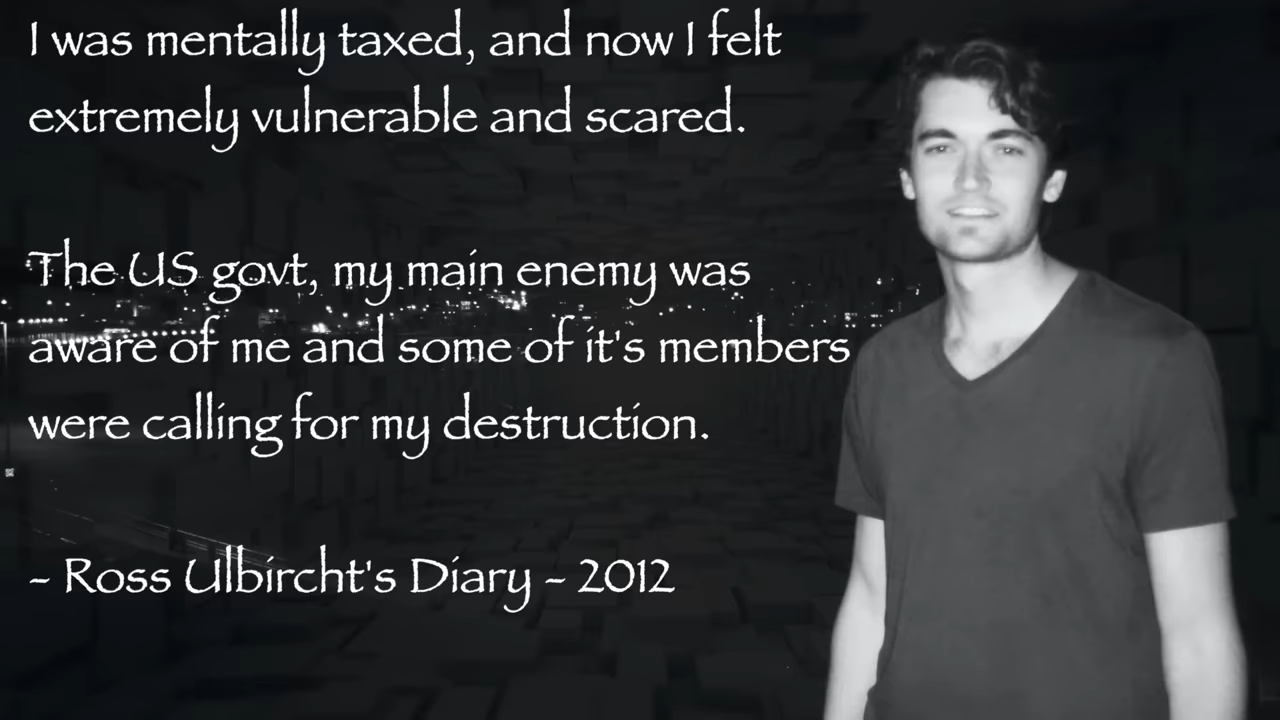 I was mentally taxed, and now I felt
extremely vulnerable and scared.
The US govt, my main enemy was
aware of me and some of it's members
were calling for my destruction.
- Ross Ulbircht's Diary - 2012